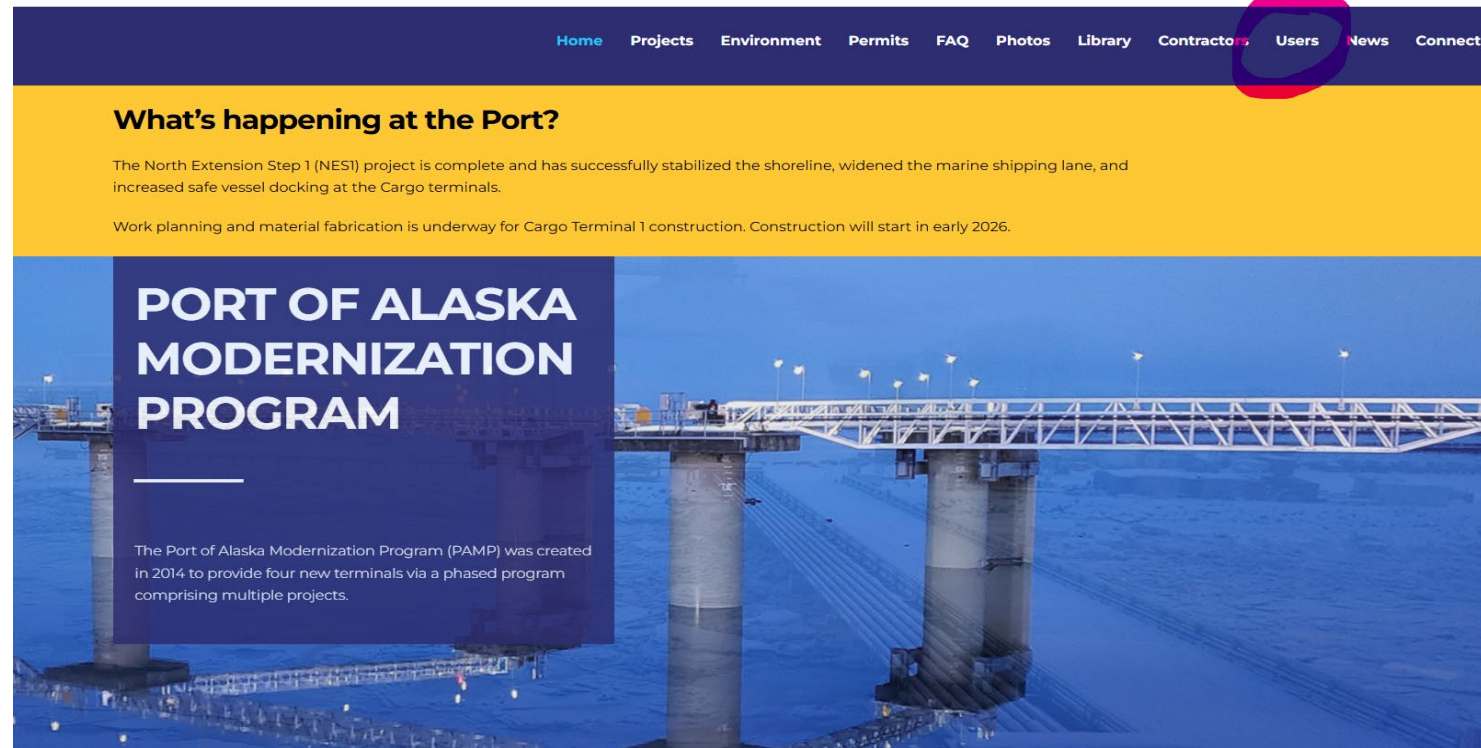 Home Projects Environment Permits FAQ Photos Library Contractors Users News Connect
What's happening at the Port?
The North Extension Step 1 (NES1) project is complete and has successfully stabilized the shoreline, widened the marine shipping lane, and
increased safe vessel docking at the Cargo terminals.
Work planning and material fabrication is underway for Cargo Terminal 1 construction. Construction will start in early 2026.
PORT OF ALASKA
MODERNIZATION
PROGRAM
The Port of Alaska Modernization Program (PAMP) was created
in 2014 to provide four new terminals via a phased program
comprising multiple projects.